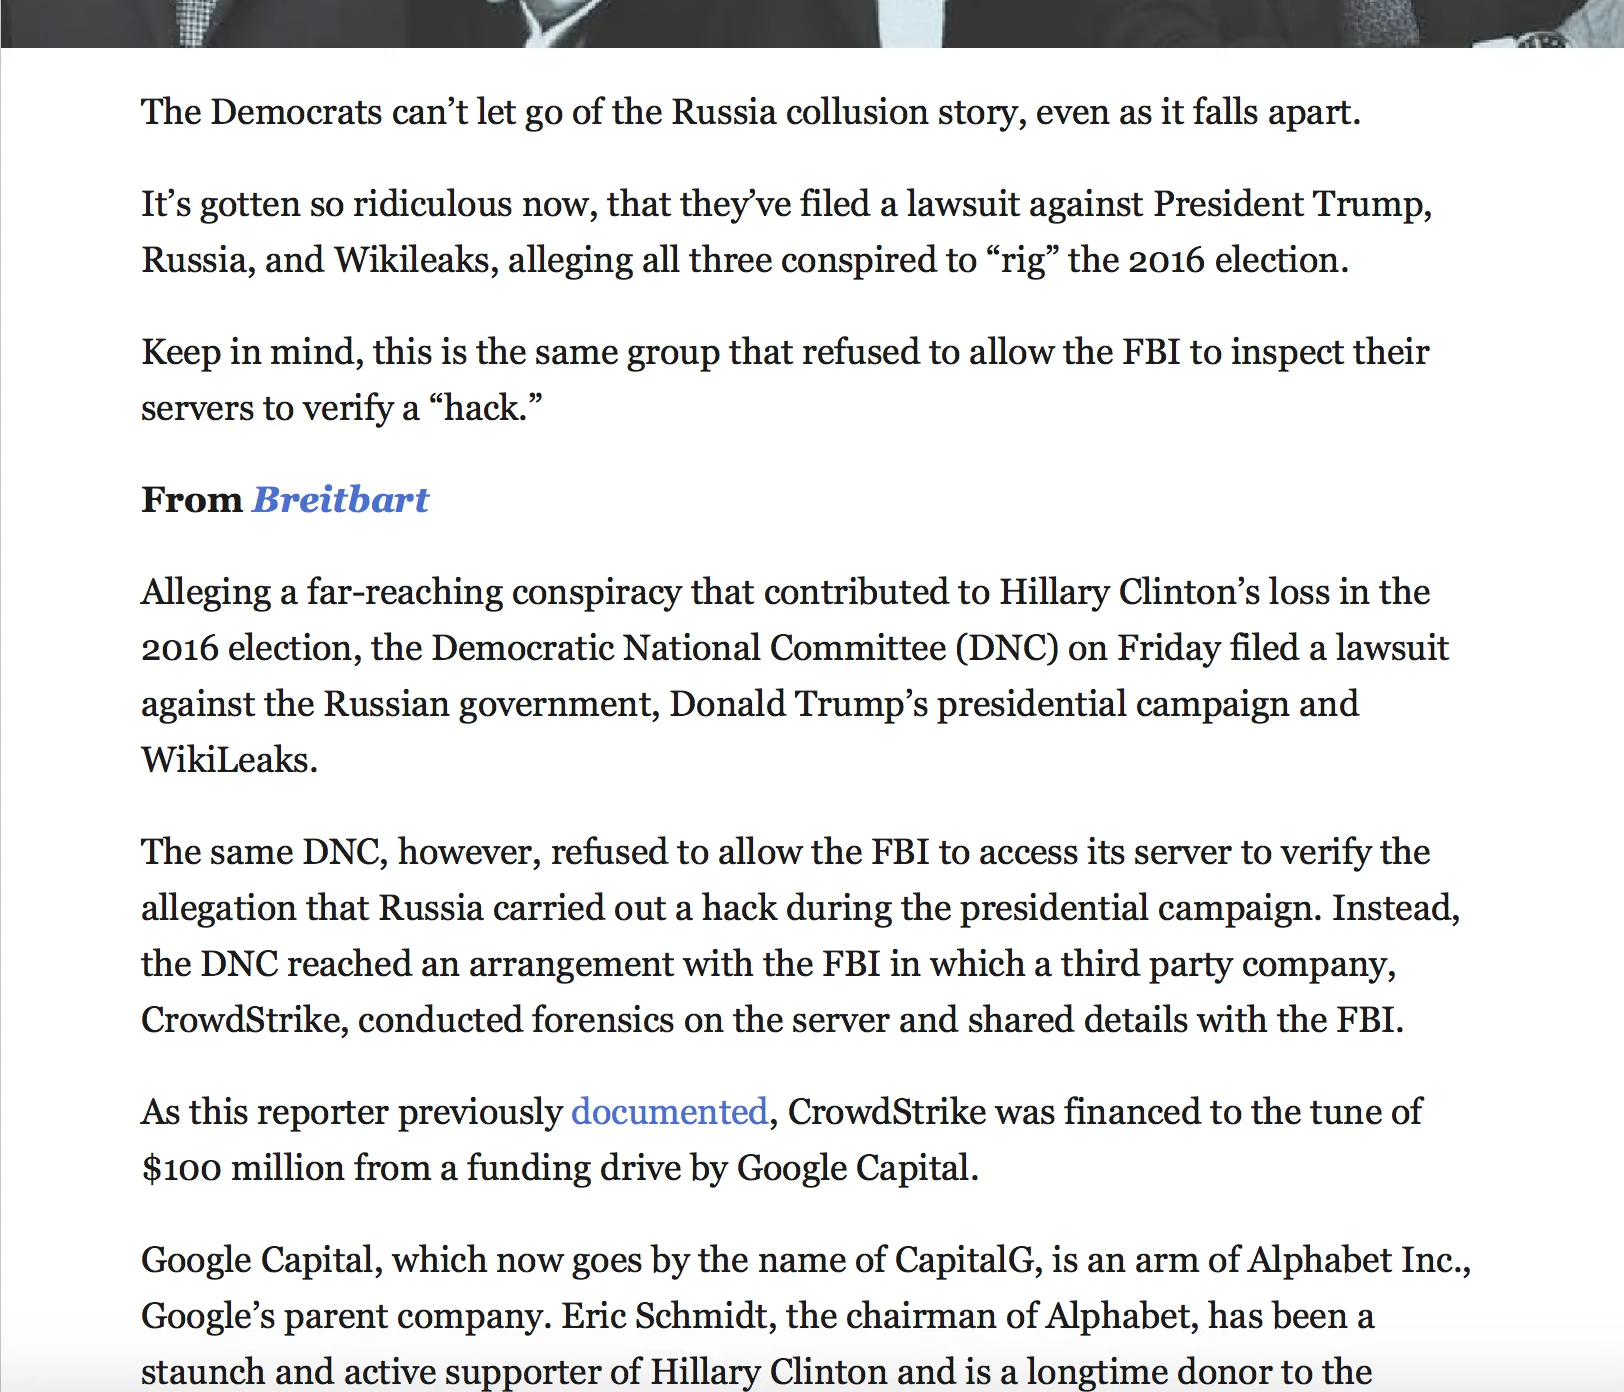 The Democrats can’t let go of the Russia collusion story, even as it falls apart.
It’s gotten so ridiculous now, that they’ve filed a lawsuit against President Trump,
Russia, and Wikileaks, alleging all three conspired to “rig” the 2016 election.
Keep in mind, this is the same group that refused to allow the FBI to inspect their
servers to verify a “hack.”
From Breitbart
Alleging a far-reaching conspiracy that contributed to Hillary Clinton’s loss in the
2016 election, the Democratic National Committee (DNC) on Friday filed a lawsuit
against the Russian government, Donald Trump’s presidential campaign and
WikiLeaks.
The same DNC, however, refused to allow the FBI to access its server to verify the
allegation that Russia carried out a hack during the presidential campaign. Instead,
the DNC reached an arrangement with the FBI in which a third party company,
CrowdStrike, conducted forensics on the server and shared details with the FBI.
As this reporter previously documented, CrowdStrike was financed to the tune of
$100 million from a funding drive by Google Capital.
Google Capital, which now goes by the name of CapitalG, is an arm of Alphabet Inc.,
Google’s parent company. Eric Schmidt, the chairman of Alphabet, has been a
staunch and active supporter of Hillary Clinton and is a longtime donor to the